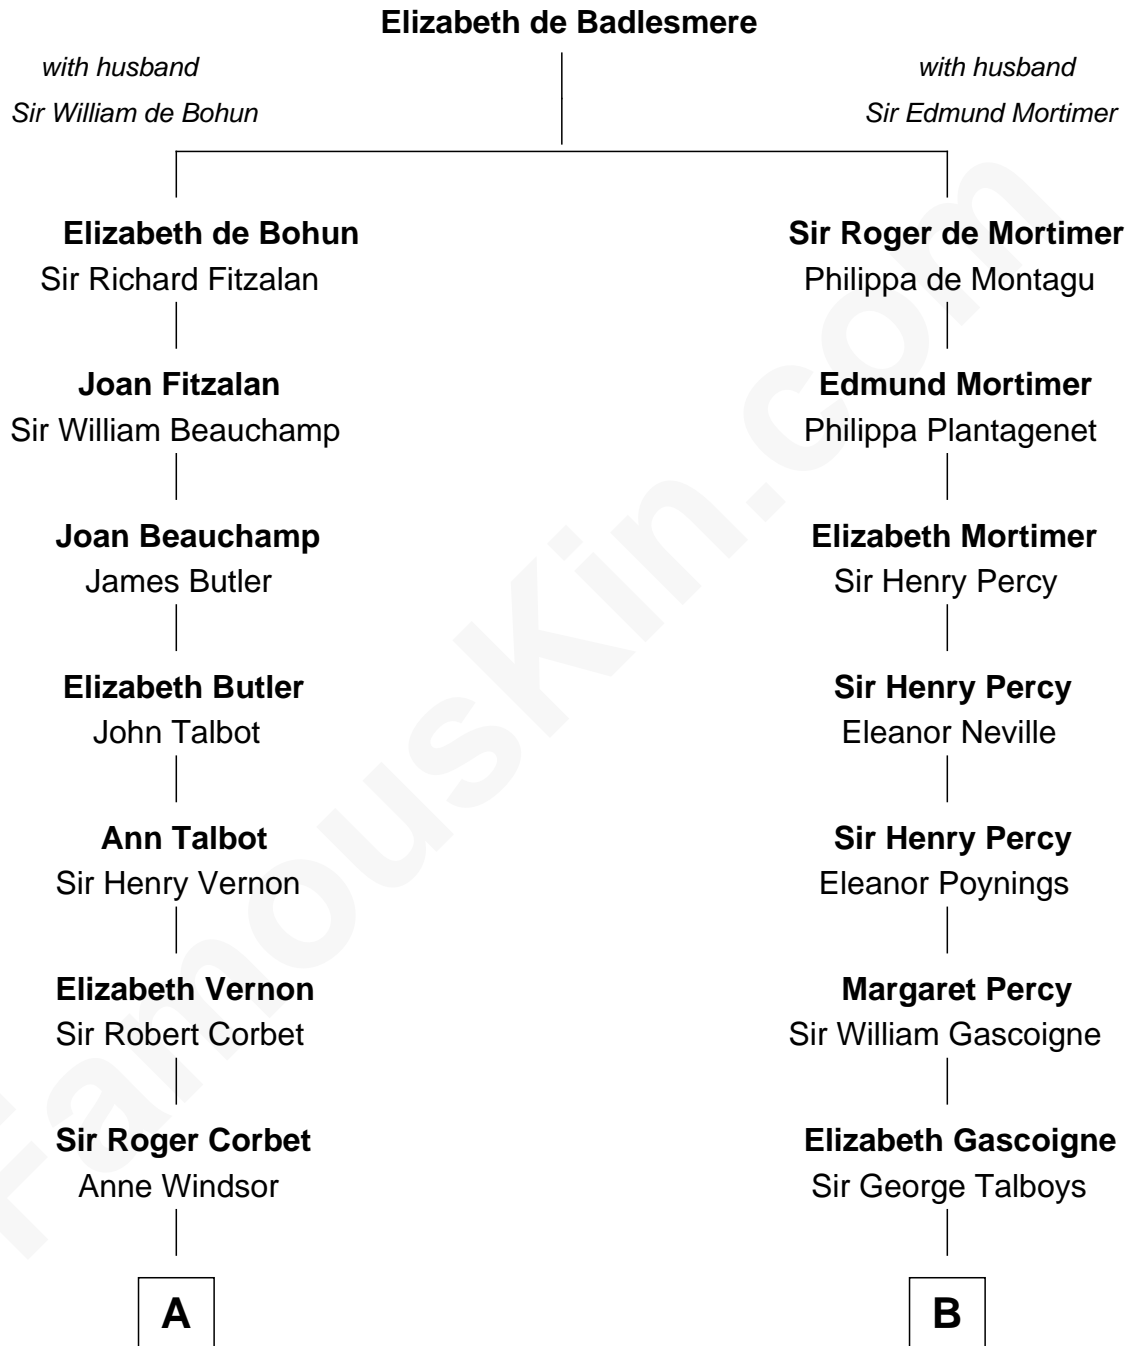 Elizabeth de Badlesmere
with husband
Sir William de Bohun
with husband
Sir Edmund Mortimer
Elizabeth de Bohun
Sir Richard Fitzalan
Sir Roger de Mortimer
Philippa de Montagu
Joan Fitzalan
Sir William Beauchamp
Edmund Mortimer
Philippa Plantagenet
Joan Beauchamp
James Butler
Elizabeth Mortimer
Sir Henry Percy
Elizabeth Butler
John Talbot
Sir Henry Percy
Eleanor Neville
Ann Talbot
Sir Henry Vernon
Sir Henry Percy
Eleanor Poynings
Elizabeth Vernon
Sir Robert Corbet
Margaret Percy
Sir William Gascoigne
Sir Roger Corbet
Anne Windsor
Elizabeth Gascoigne
Sir George Talboys
A
B
FamousKin.com